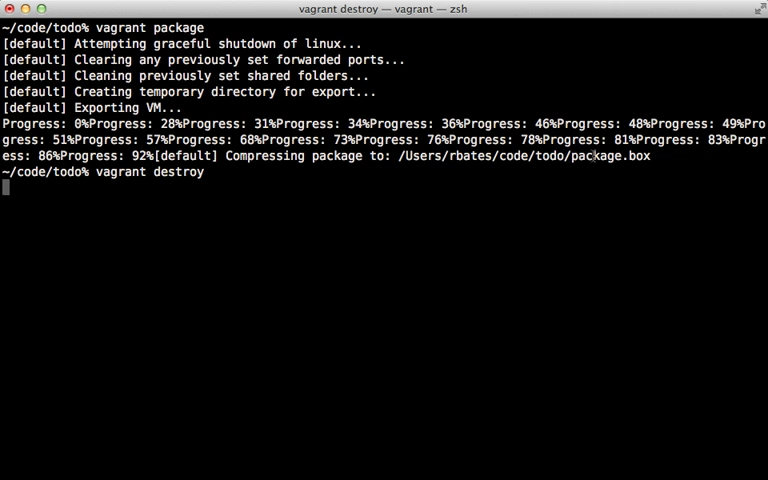 vagrant destroy — vagrant — zsh
~/code/todo% vagrant package
[default] Attempting graceful shutdown of linux...
[default] Clearing any previously set forwarded ports...
[default] Cleaning previously set shared folders...
[default] Creating temporary directory for export...
[default] Exporting VM...
Progress: 0%Progress: 28%Progress: 31%Progress: 34%Progress: 36%Progress: 46%Progress: 48%Progress: 49%Pro
gress: 51%Progress: 57%Progress: 68%Progress: 73%Progress: 76%Progress: 78%Progress: 81%Progress: 83%Progr
ess: 86%Progress: 92%[default] Compressing package to: /Users/rbates/code/todo/package.box
~/code/todo% vagrant destroy